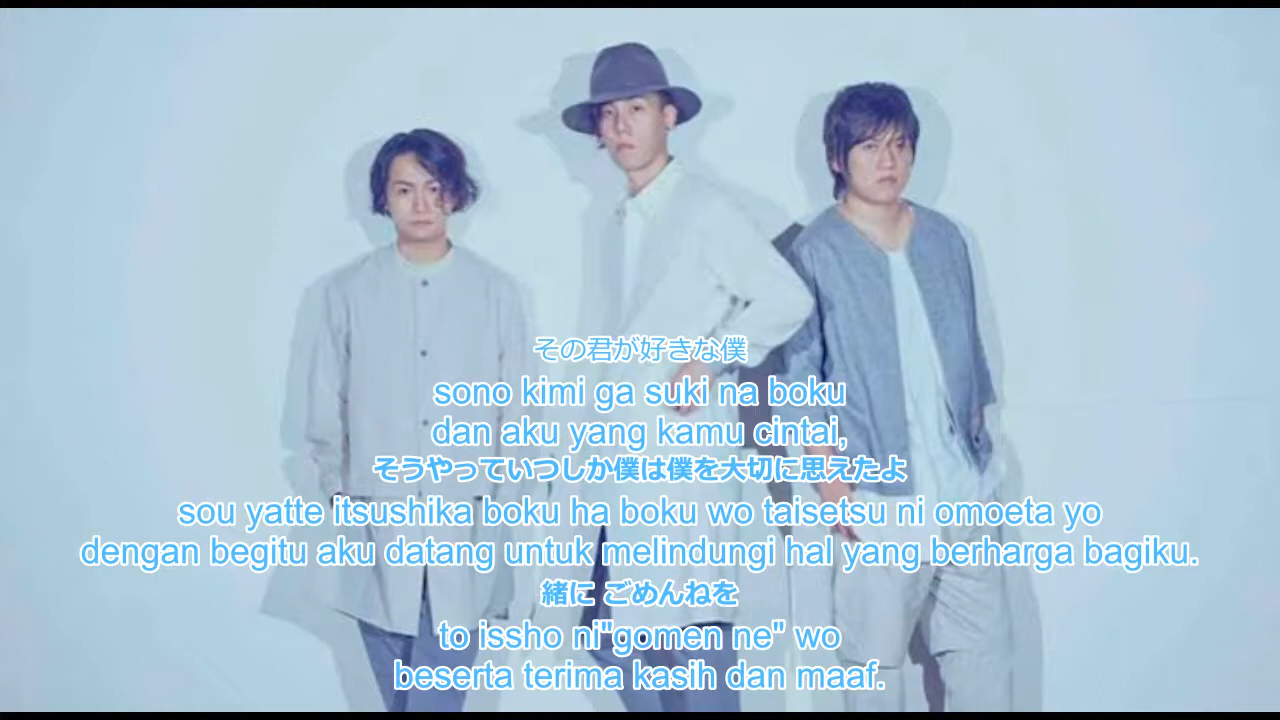 その君が好きな僕
sono kimi ga suki na boku
dan aku yang kamu cintai,
そうやっていつしか僕は僕を大切に思えたよ
sou yatte itsushika boku ha boku wo taisetsu ni omoeta yo
dengan begitu aku datang untuk melindungi hal yang berharga bagiku.
緒に ごめんねを
to issho ni"gomen ne" wo
beserta terima kasih dan maaf.